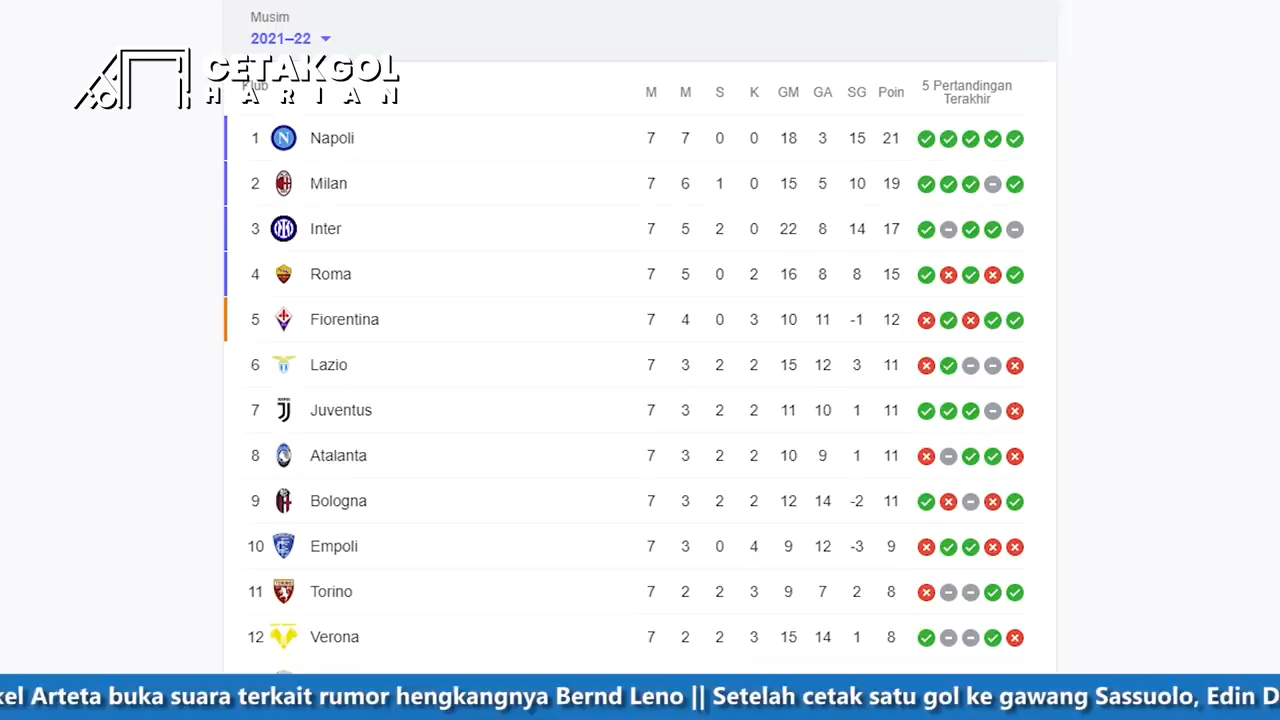 Musim
2021–22
CETAKGOL
HARIAN
Klub M M S K GM GA SG Poin 5 Pertandingan Terakhir
1 Napoli 7 7 0 0 18 3 15 21
2 Milan 7 6 1 0 15 5 10 19
3 Inter 7 5 2 0 22 8 14 17
4 Roma 7 5 0 2 16 8 8 15
5 Fiorentina 7 4 0 3 10 11 -1 12
6 Lazio 7 3 2 2 15 12 3 11
7 Juventus 7 3 2 2 11 10 1 11
8 Atalanta 7 3 2 2 10 9 1 11
9 Bologna 7 3 2 2 12 14 -2 11
10 Empoli 7 3 0 4 9 12 -3 9
11 Torino 7 2 2 3 9 7 2 8
12 Verona 7 2 2 3 15 14 1 8
kel Arteta buka suara terkait rumor hengkangnya Bernd Leno || Setelah cetak satu gol ke gawang Sassuolo, Edin D